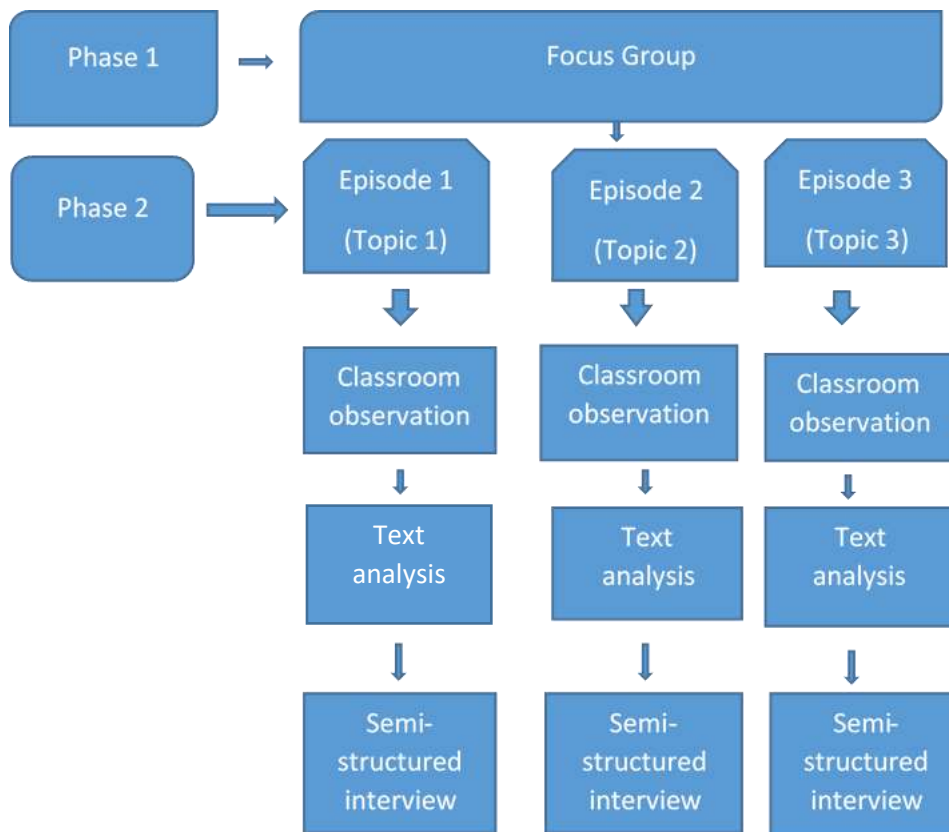 Phase 1
Focus Group
Phase 2
Episode 1
(Topic 1)
Episode 2
(Topic 2)
Episode 3
(Topic 3)
Classroom
observation
Classroom
observation
Classroom
observation
Text
analysis
Text
analysis
Text
analysis
Semi-
structured
interview
Semi-
structured
interview
Semi-
structured
interview